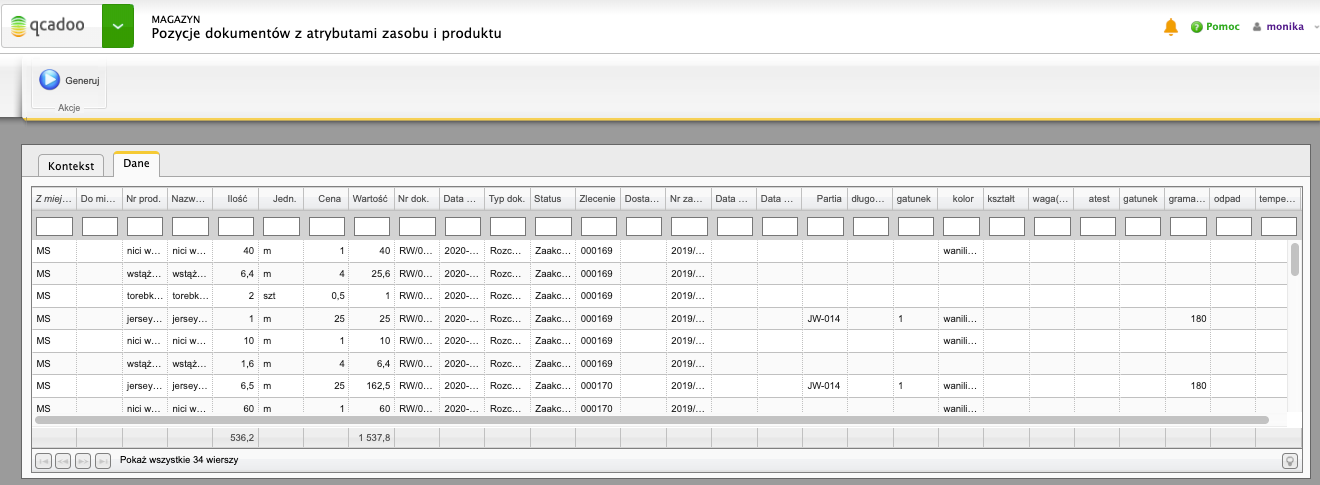 qcadoo
MAGAZYN
Pozycje dokumentów z atrybutami zasobu i produktu
Pomoc monika
Generuj
Akcje
Kontekst Dane
Z miej... Do mi... Nr prod. Nazw... Ilość Jedn. Cena Wartość Nr dok. Data ... Typ dok. Status Zlecenie Dosta... Nr za... Data ... Data ... Partia długo... gatunek kolor kształt waga(... atest gatunek grama... odpad tempe...
MS nici w... nici w... 40 m 1 40 RW/0... 2020-... Rozc... Zaakc... 000169 2019/... wanili...
MS wstąż... wstąż... 6,4 m 4 25,6 RW/0... 2020-... Rozc... Zaakc... 000169 2019/...
MS torebk... torebk... 2 szt 0,5 1 RW/0... 2020-... Rozc... Zaakc... 000169 2019/...
MS jersey... jersey... 1 m 25 25 RW/0... 2020-... Rozc... Zaakc... 000169 2019/... JW-014 1 wanili... 180
MS nici w... nici w... 10 m 1 10 RW/0... 2020-... Rozc... Zaakc... 000169 2019/... wanili...
MS wstąż... wstąż... 1,6 m 4 6,4 RW/0... 2020-... Rozc... Zaakc... 000169 2019/...
MS jersey... jersey... 6,5 m 25 162,5 RW/0... 2020-... Rozc... Zaakc... 000170 2019/... JW-014 1 wanili... 180
MS nici w... nici w... 60 m 1 60 RW/0... 2020-... Rozc... Zaakc... 000170 2019/... wanili...
536,2 1 537,8
Pokaż wszystkie 34 wierszy